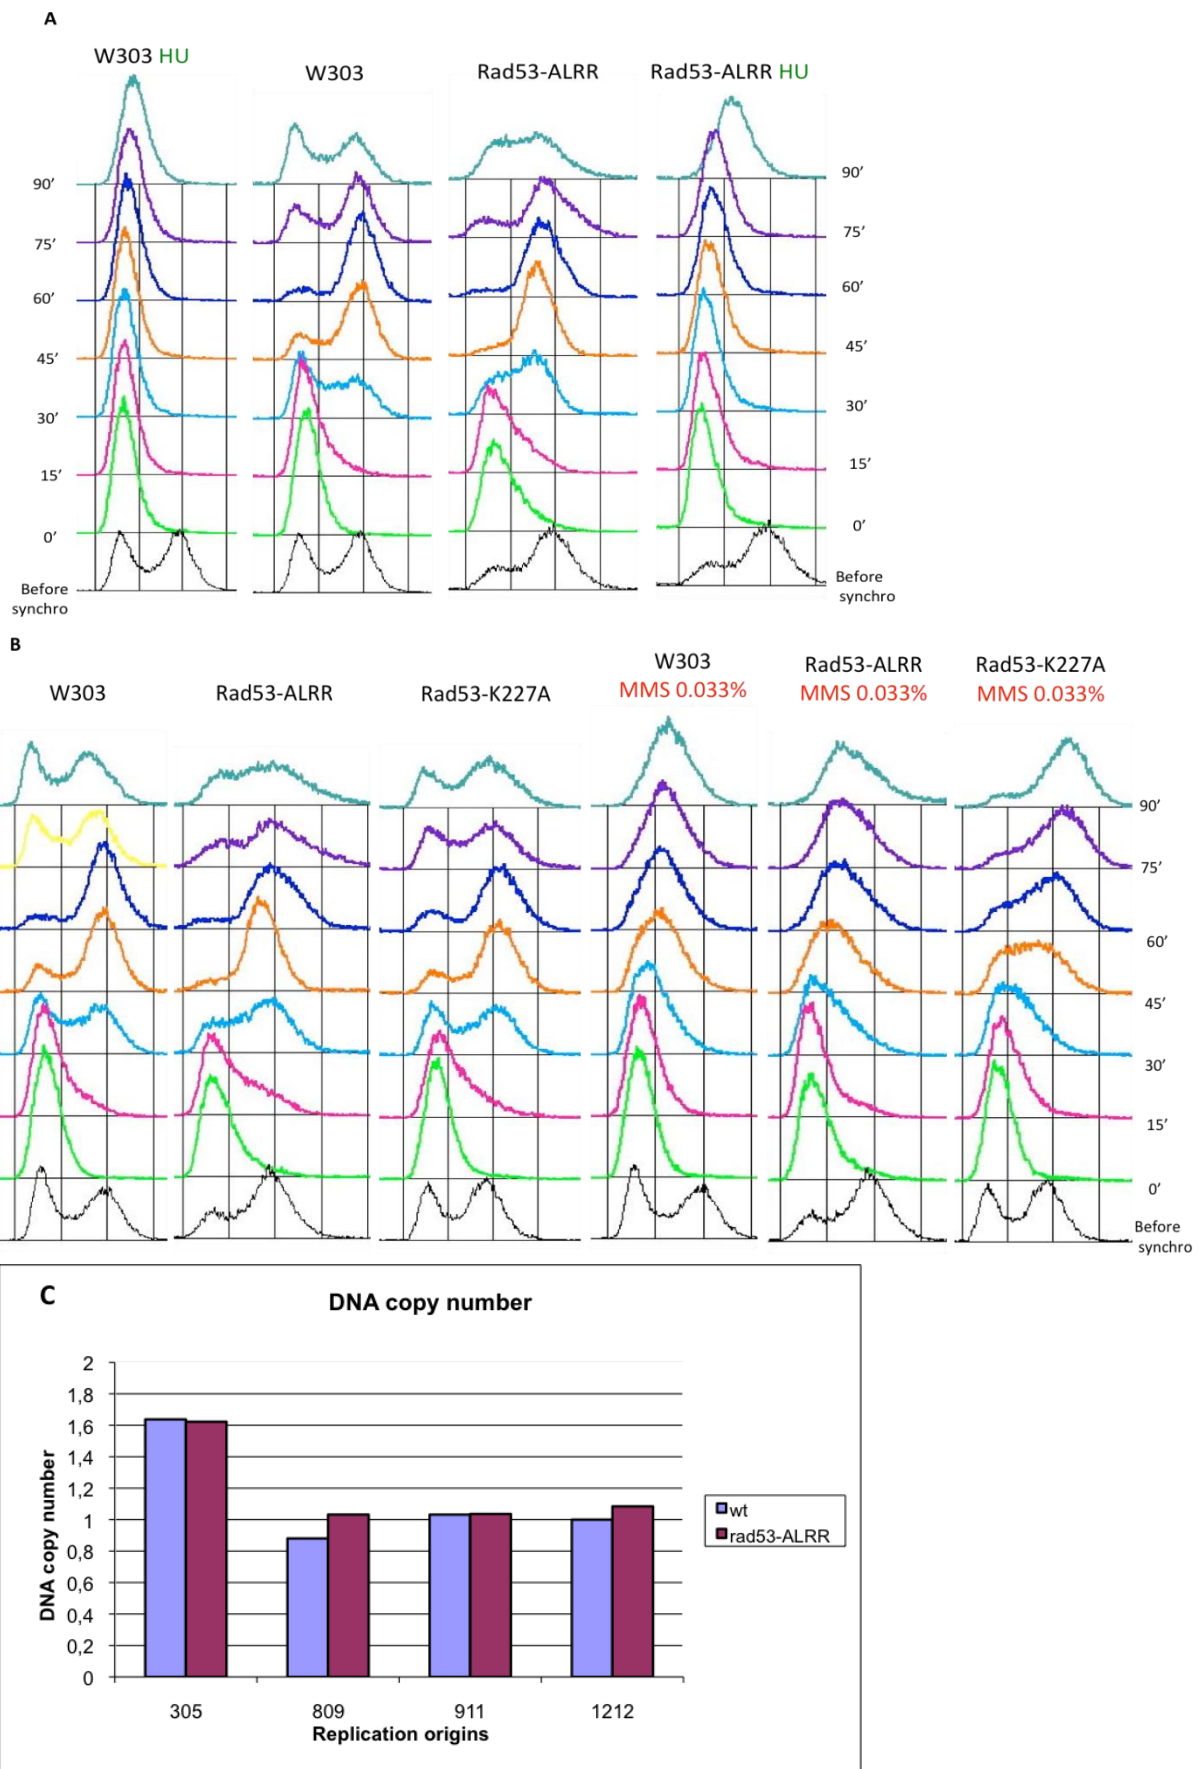 A
W303 HU
W303
Rad53-ALRR
Rad53-ALRR HU
90'
75'
60'
45'
30'
15'
0'
Before
synchro
90'
75'
60'
45'
30'
15'
0'
Before
synchro
B
W303
Rad53-ALRR
Rad53-K227A
W303
MMS 0.033%
Rad53-ALRR
MMS 0.033%
Rad53-K227A
MMS 0.033%
90'
75'
60'
45'
30'
15'
0'
Before
synchro
C
DNA copy number
DNA copy number
2
1,8
1,6
1,4
1,2
1
0,8
0,6
0,4
0,2
0
305 809 911 1212
Replication origins
wt
rad53-ALRR